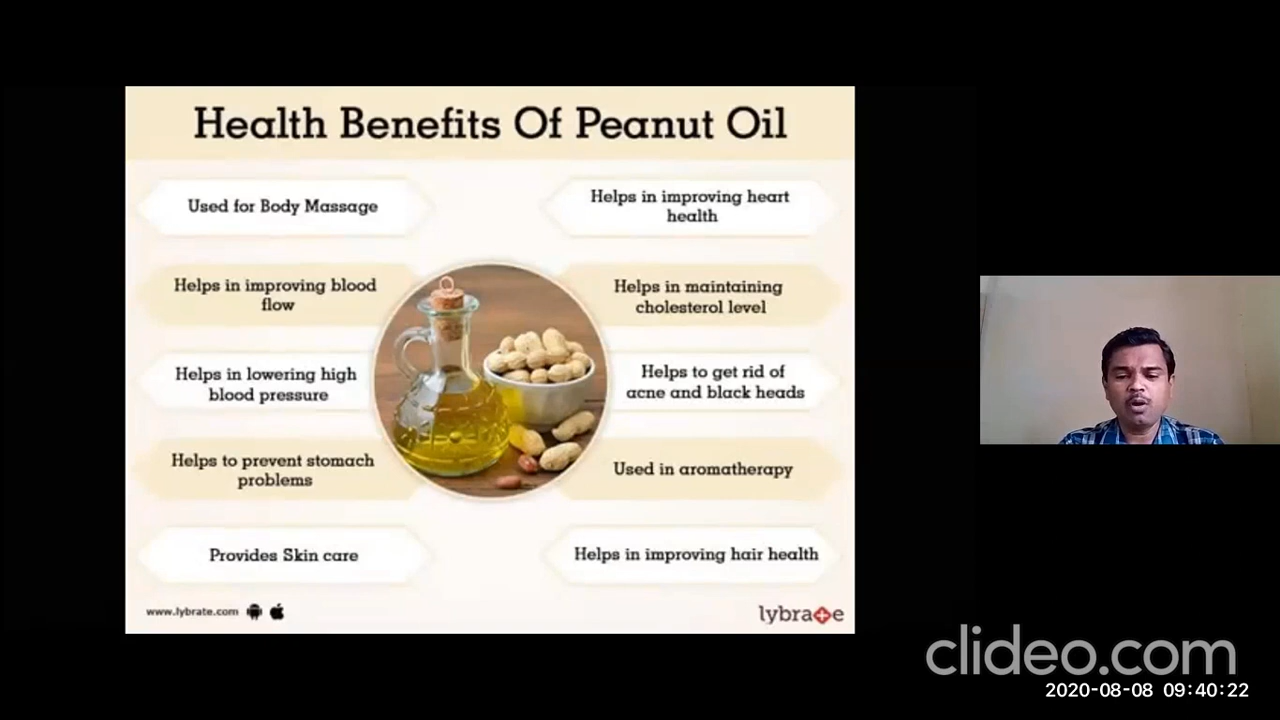 Health Benefits Of Peanut Oil
Used for Body Massage
Helps in improving heart
health
Helps in improving blood
flow
Helps in maintaining
cholesterol level
Helps in lowering high
blood pressure
Helps to get rid of
acne and black heads
Helps to prevent stomach
problems
Used in aromatherapy
Provides Skin care
Helps in improving hair health
www.lybrate.com
lybrate
clideo.com
2020-08-08 09:40:22